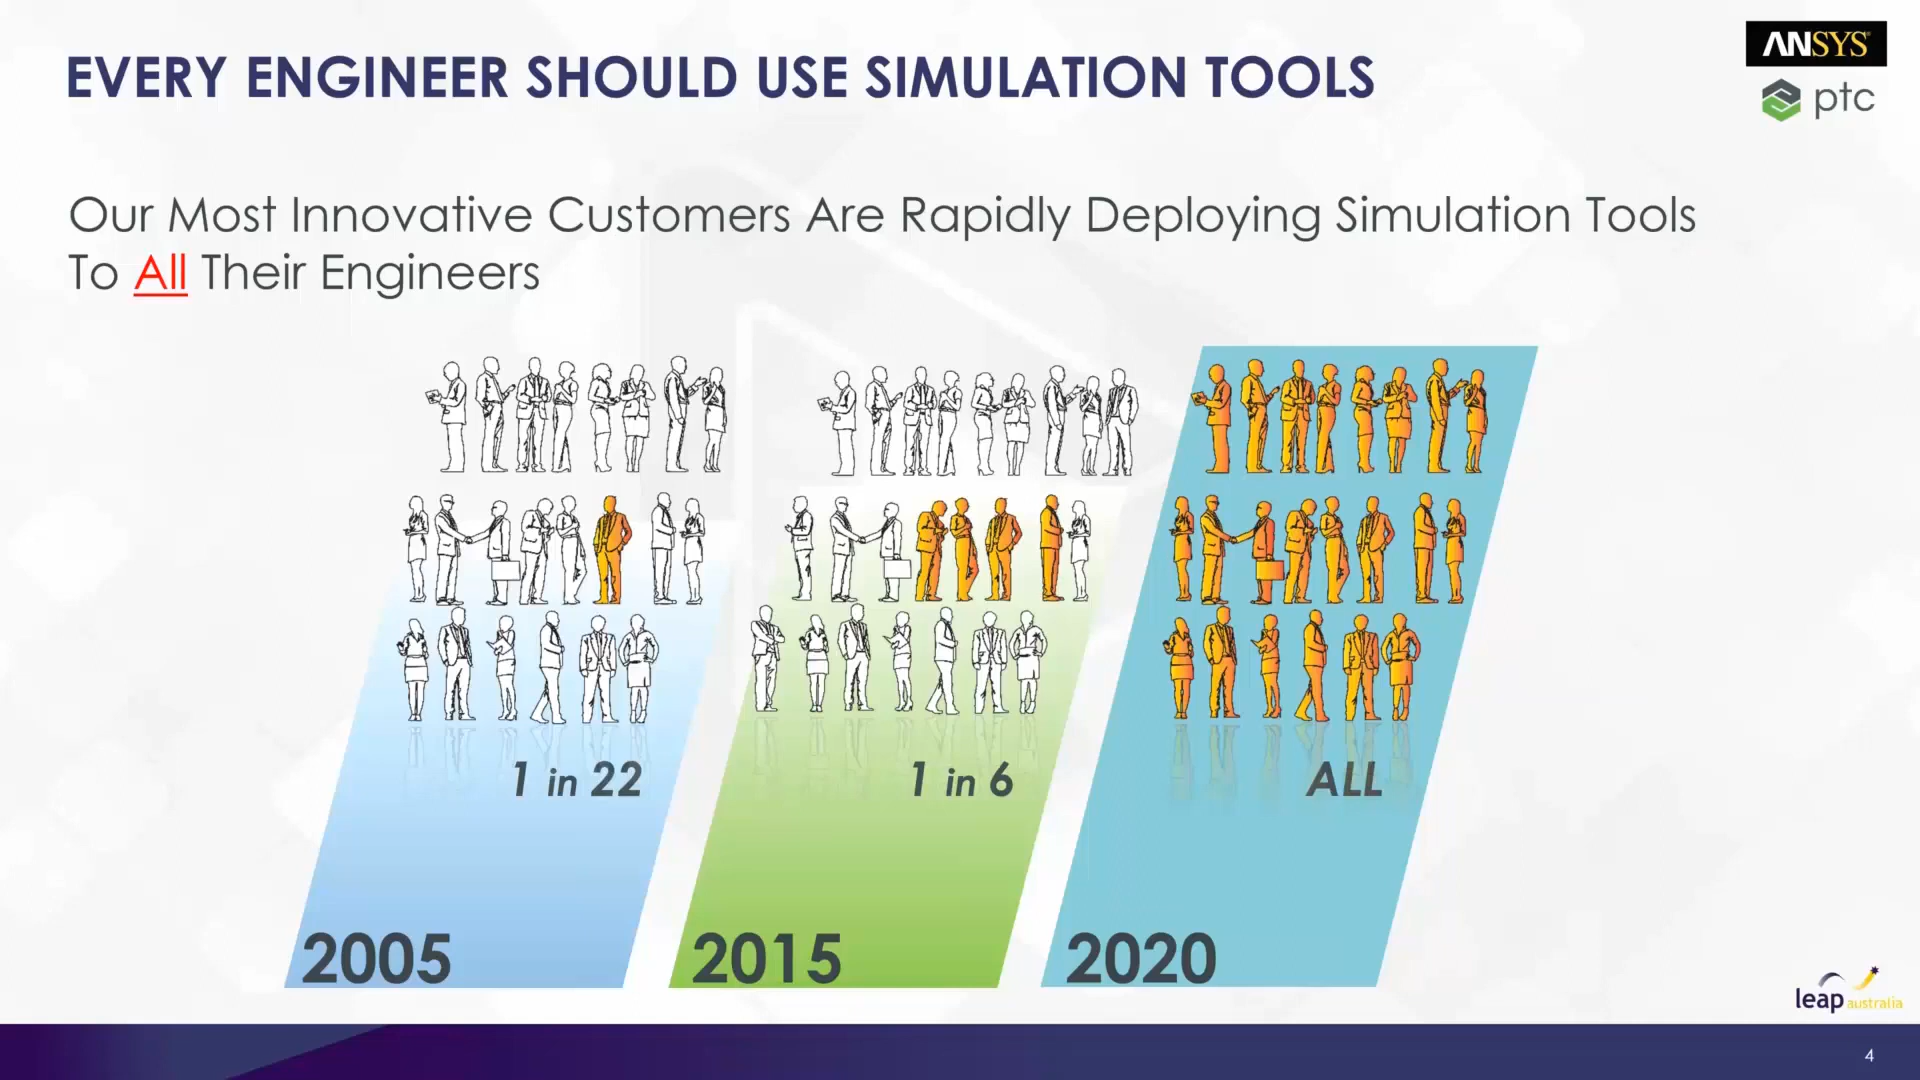 EVERY ENGINEER SHOULD USE SIMULATION TOOLS
ANSYS
ptc
Our Most Innovative Customers Are Rapidly Deploying Simulation Tools
To All Their Engineers
1 in 22
1 in 6
ALL
2005
2015
2020
leap australia
4